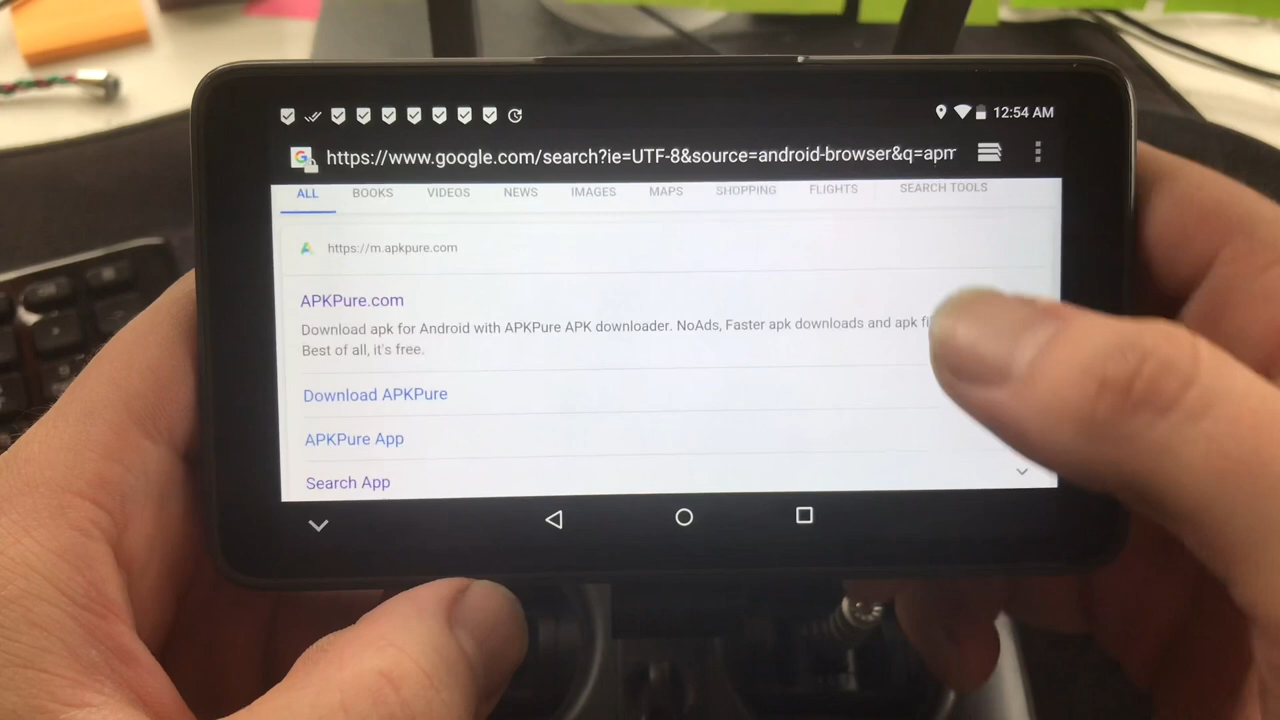 12:54 AM
https://www.google.com/search?ie=UTF-8&source=android-browser&q=apm
ALL BOOKS VIDEOS NEWS IMAGES MAPS SHOPPING FLIGHTS SEARCH TOOLS
https://m.apkpure.com
APKPure.com
Download apk for Android with APKPure APK downloader. NoAds, Faster apk downloads and apk
Best of all, it's free.
Download APKPure
APKPure App
Search App